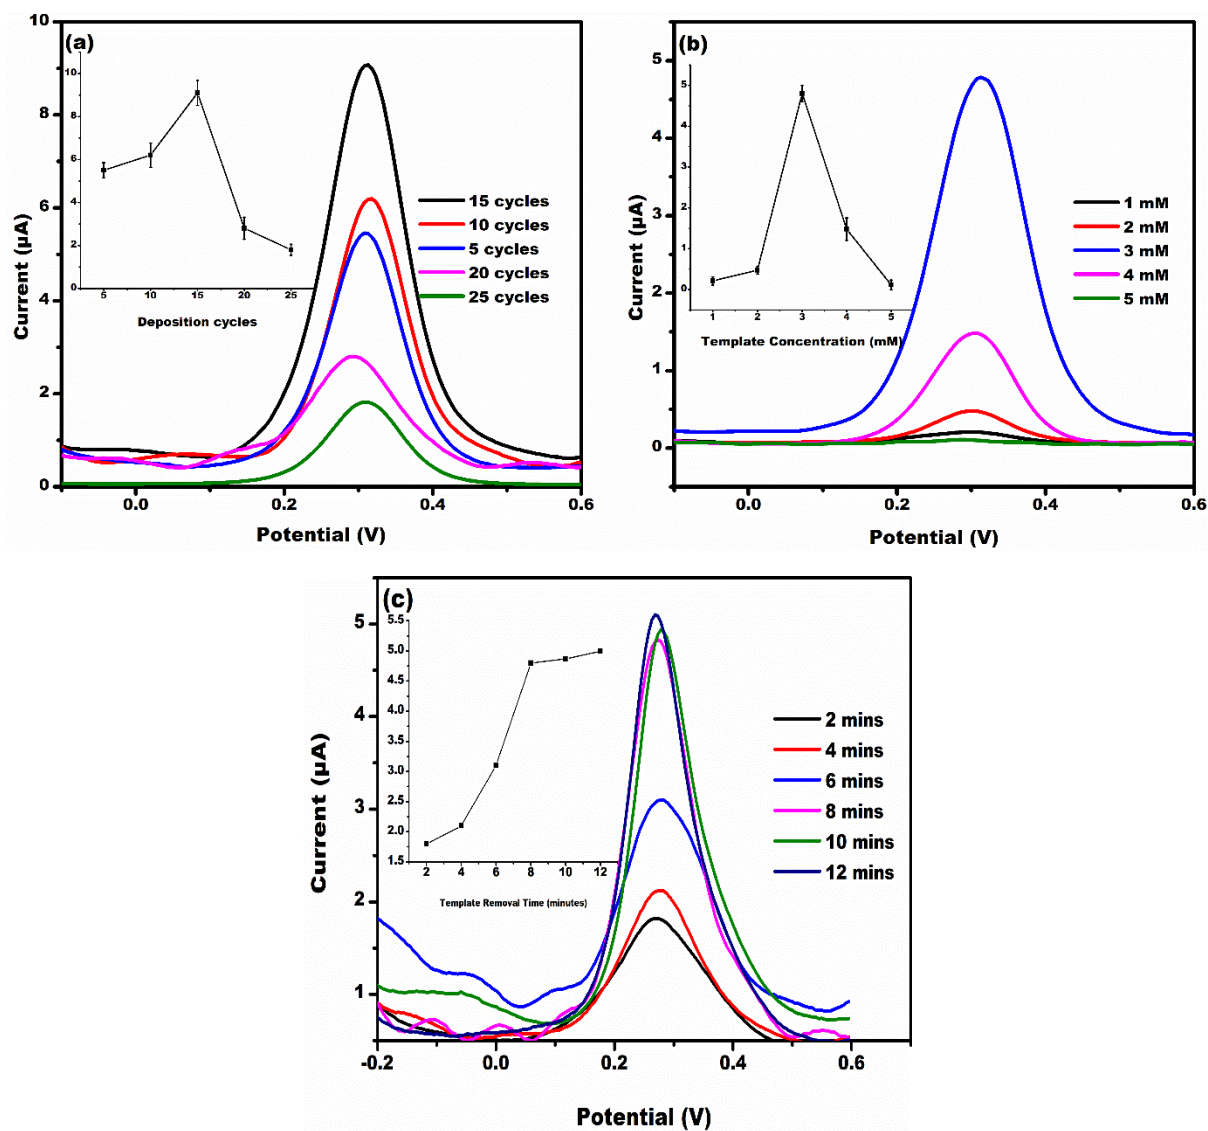 (a)
10
8
6
4
2
0
Current (µA)
10
8
6
4
2
0
5 10 15 20 25
Deposition cycles
15 cycles
10 cycles
5 cycles
20 cycles
25 cycles
0.0 0.2 0.4 0.6
Potential (V)
(b)
5
4
3
2
1
0
Current (µA)
5
4
3
2
1
0
1 2 3 4 5
Template Concentration (mM)
1 mM
2 mM
3 mM
4 mM
5 mM
0.0 0.2 0.4 0.6
Potential (V)
(c)
5
4
3
2
1
Current (µA)
5.5
5.0
4.5
4.0
3.5
3.0
2.5
2.0
1.5
2 4 6 8 10 12
Template Removal Time (minutes)
2 mins
4 mins
6 mins
8 mins
10 mins
12 mins
-0.2 0.0 0.2 0.4 0.6
Potential (V)